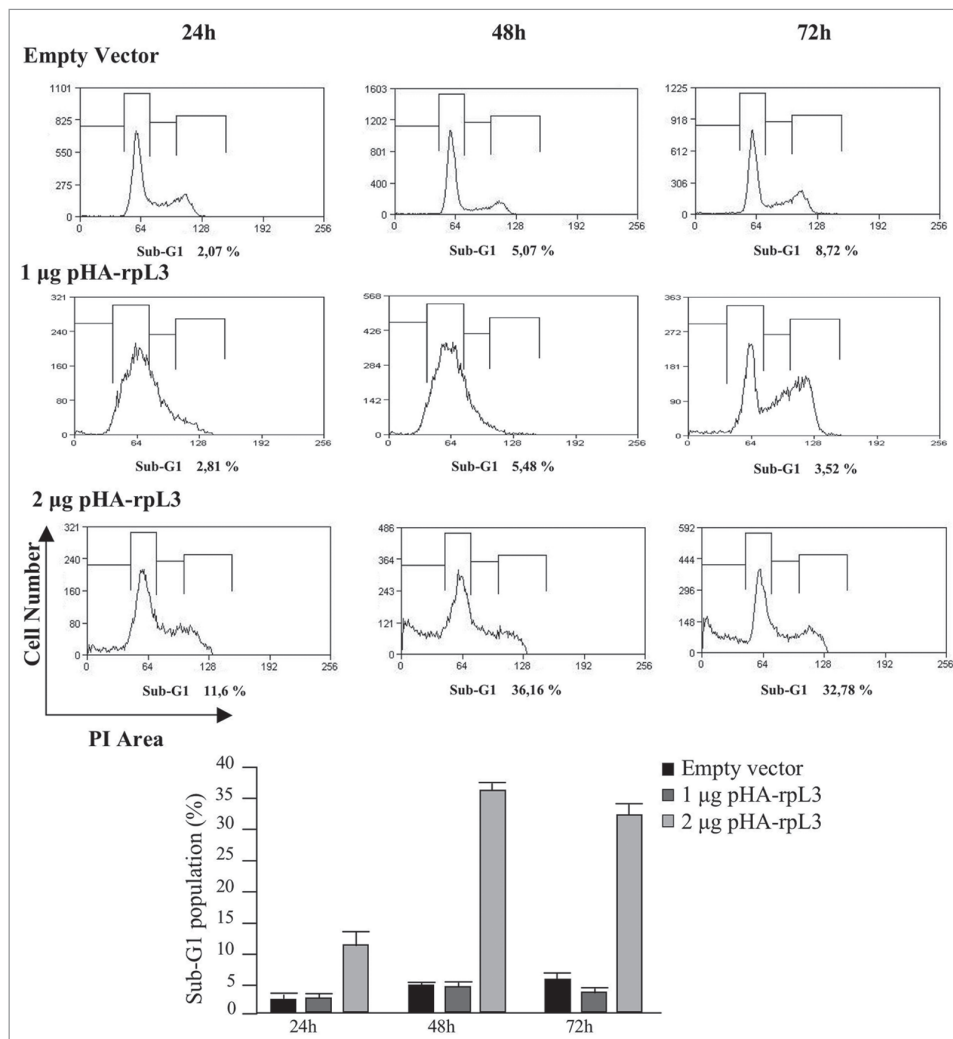 24h 48h 72h
Empty Vector
1101 825 550 275 0
0 64 128 192 256
Sub-G1 2,07 %
1603 1202 801 400 0
0 64 128 192 256
Sub-G1 5,07 %
1225 918 612 306 0
0 64 128 192 256
Sub-G1 8,72 %
1 µg pHA-rpL3
321 240 160 80 0
0 64 128 192 256
Sub-G1 2,81 %
568 426 284 142 0
0 64 128 192 256
Sub-G1 5,48 %
363 272 181 90 0
0 64 128 192 256
Sub-G1 3,52 %
2 µg pHA-rpL3
Cell Number
321 240 160 80 0
0 64 128 192 256
Sub-G1 11,6 %
486 364 243 121 0
0 64 128 192 256
Sub-G1 36,16 %
592 444 296 148 0
0 64 128 192 256
Sub-G1 32,78 %
PI Area
Sub-G1 population (%)
40
35
30
25
20
15
10
5
0
24h 48h 72h
Empty vector
1 µg pHA-rpL3
2 µg pHA-rpL3